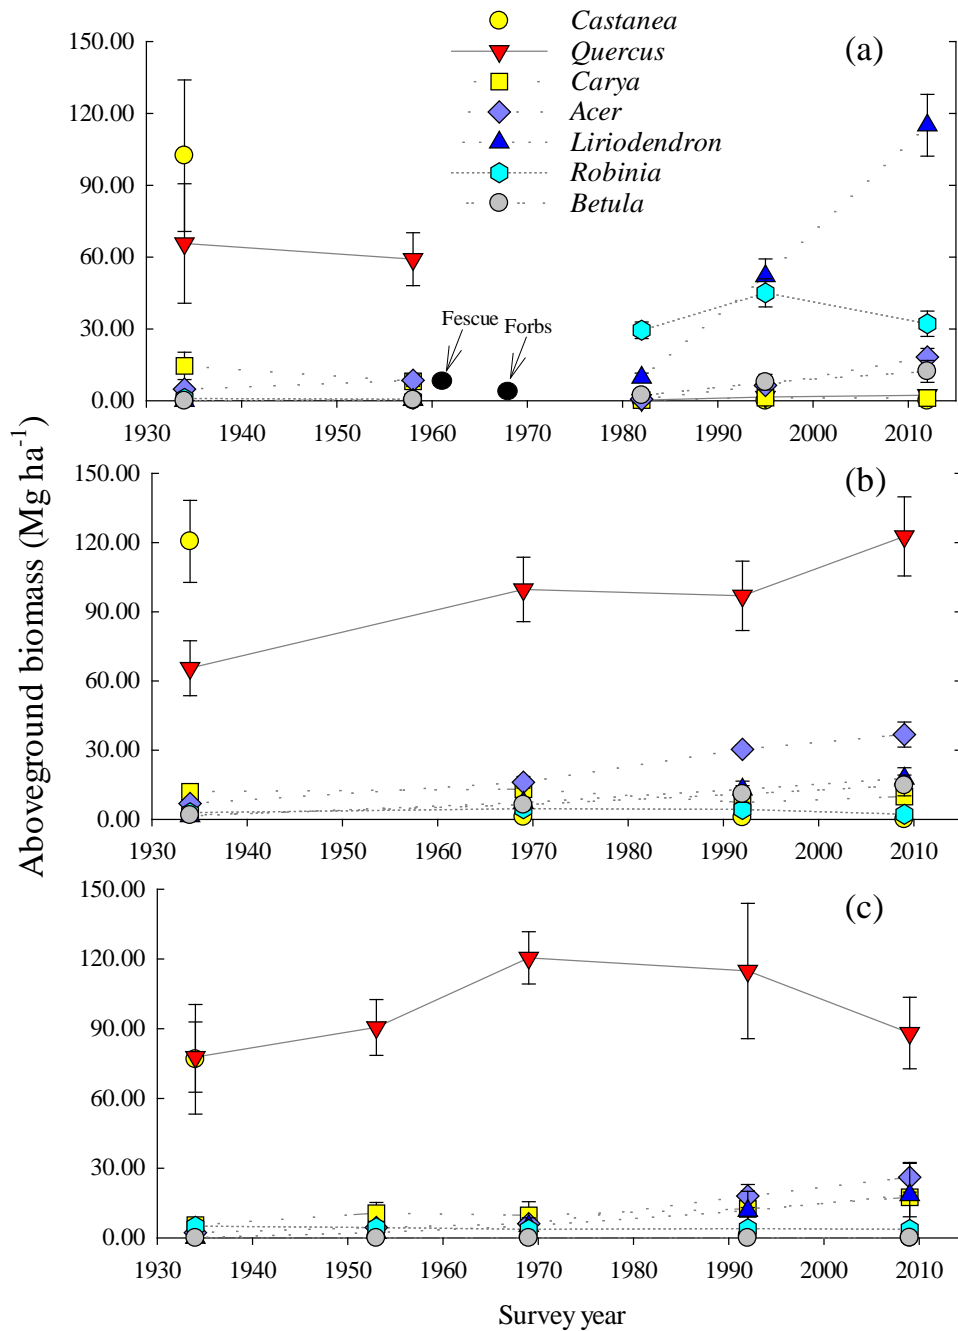 Castanea
Quercus
Carya
Acer
Liriodendron
Robinia
Betula
(a)
150.00
120.00
90.00
60.00
30.00
0.00
Fescue
Forbs
1930 1940 1950 1960 1970 1980 1990 2000 2010
(b)
150.00
120.00
90.00
60.00
30.00
0.00
1930 1940 1950 1960 1970 1980 1990 2000 2010
(c)
150.00
120.00
90.00
60.00
30.00
0.00
1930 1940 1950 1960 1970 1980 1990 2000 2010
Aboveground biomass (Mg ha⁻¹)
Survey year